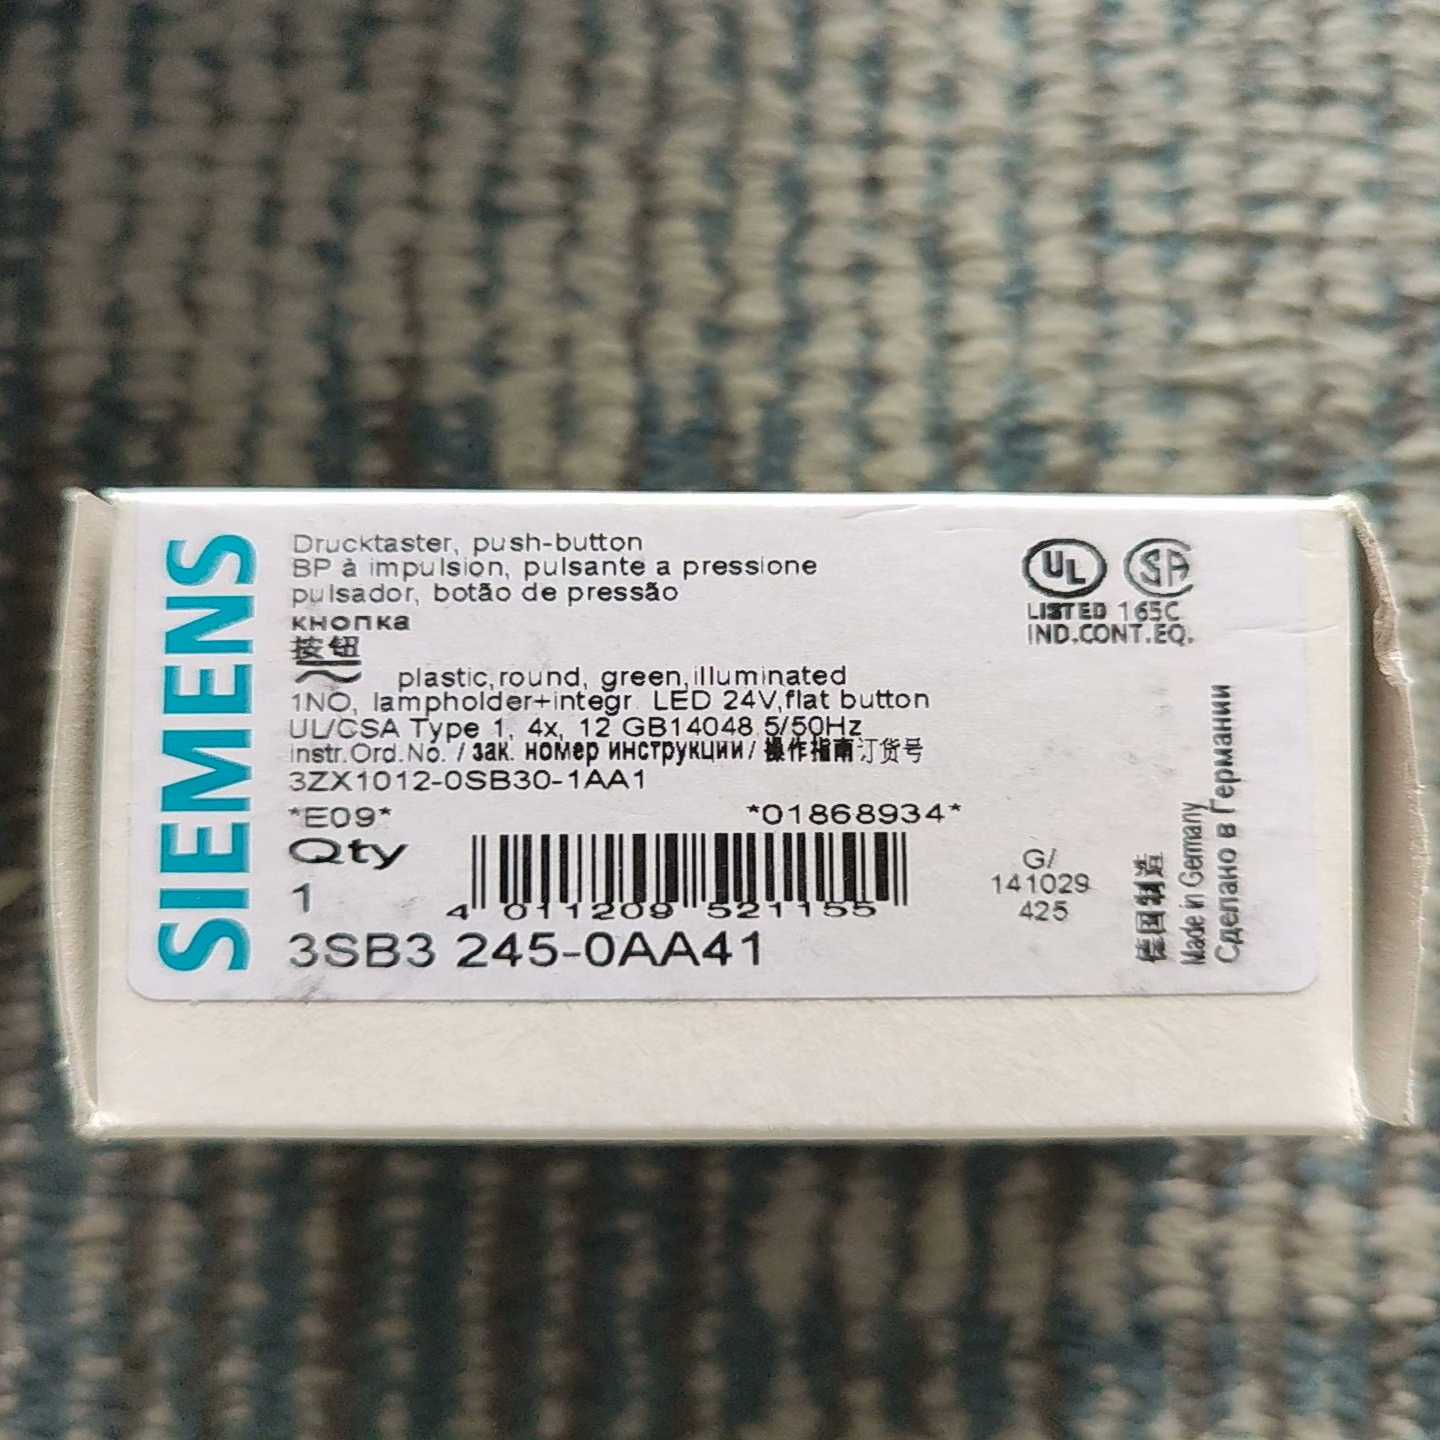 SIEMENS
Drucktaster, push-button
BP à impulsion, pulsante a pressione
pulsador, botão de pressão
кнопка
按钮
plastic,round, green,illuminated
1NO, lampholder+integr. LED 24V,flat button
UL/CSA Type 1, 4x, 12 GB14048.5/50Hz
Instr.Ord.No. / зак. номер инструкции / 操作指南订货号
3ZX1012-0SB30-1AA1
*E09* *01868934*
Qty
1
4 011209 521155
3SB3 245-0AA41
UL SA
LISTED 165C
IND.CONT.EQ.
G/
141029
425
德国制造
Made in Germany
Сделано в Германии